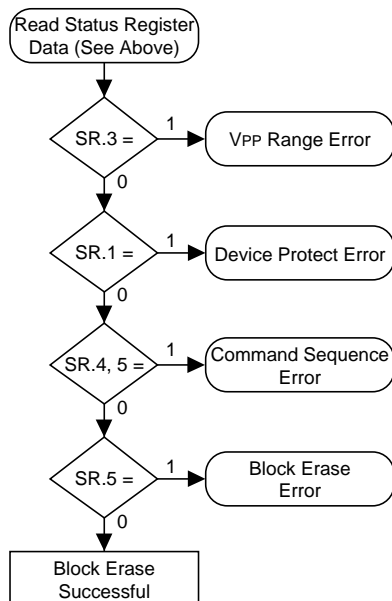 Read Status Register
Data (See Above)
SR.3 =
1
VPP Range Error
0
SR.1 =
1
Device Protect Error
0
SR.4, 5 =
1
Command Sequence
Error
0
SR.5 =
1
Block Erase
Error
0
Block Erase
Successful